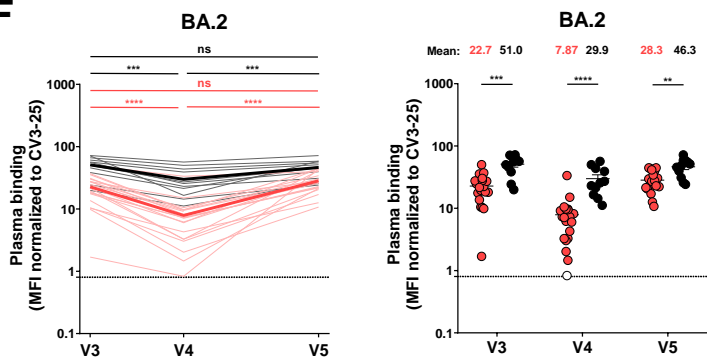 F
BA.2
ns
***
***
ns
****
****
1000
100
10
1
0.1
Plasma binding
(MFI normalized to CV3-25)
V3
V4
V5
BA.2
Mean: 22.7 51.0 7.87 29.9 28.3 46.3
***
****
**
1000
100
10
1
0.1
Plasma binding
(MFI normalized to CV3-25)
V3
V4
V5